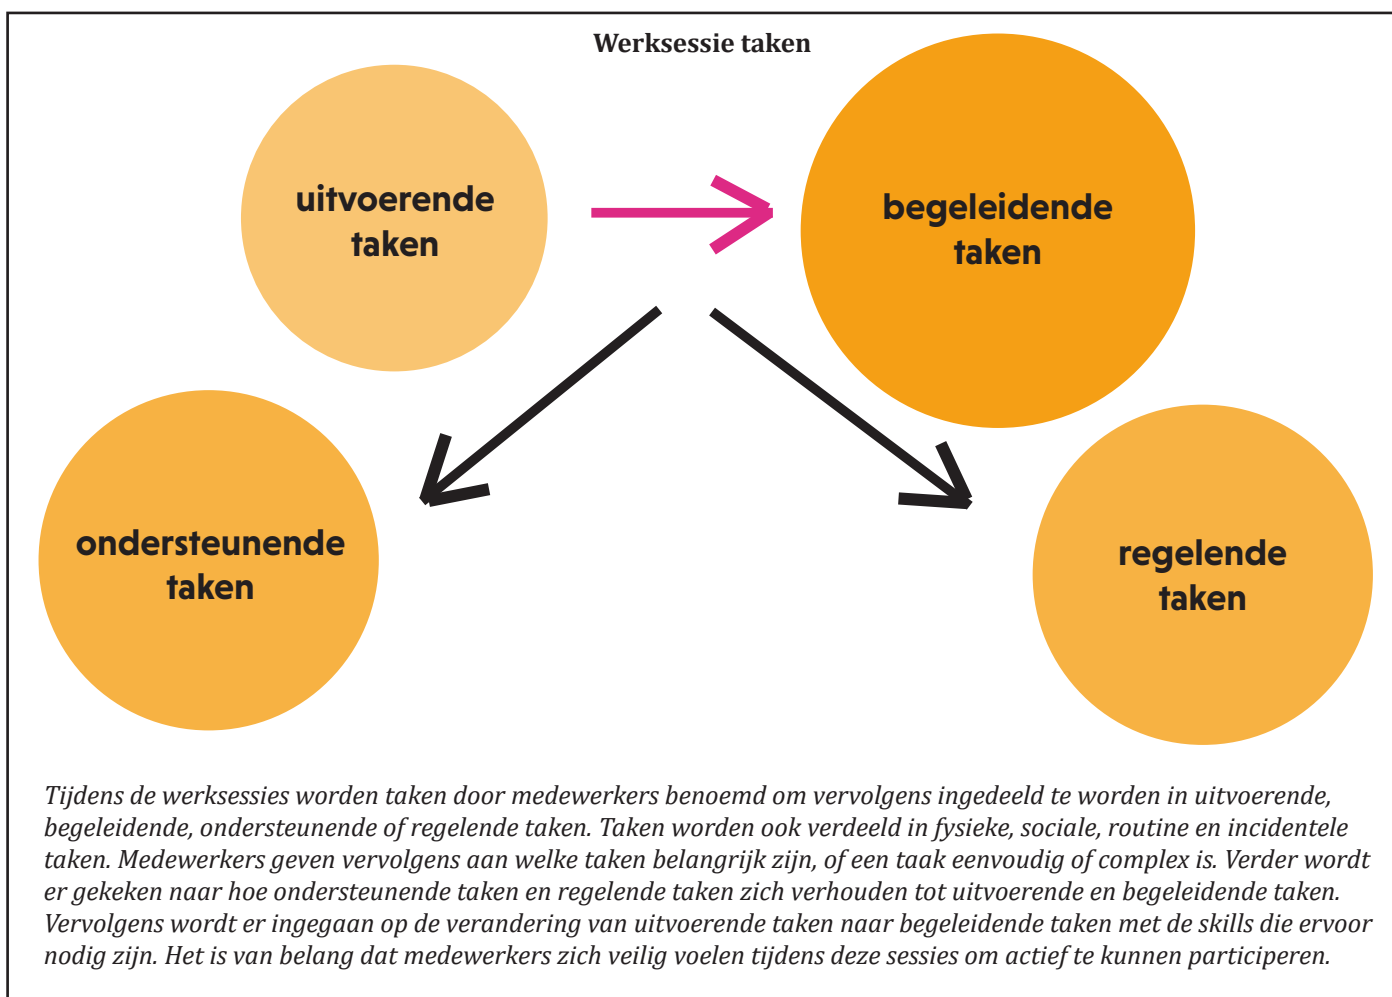 Werksessie taken
uitvoerende
taken
begeleidende
taken
ondersteunende
taken
regelende
taken
Tijdens de werksessies worden taken door medewerkers benoemd om vervolgens ingedeeld te worden in uitvoerende,
begeleidende, ondersteunende of regelende taken. Taken worden ook verdeeld in fysieke, sociale, routine en incidentele
taken. Medewerkers geven vervolgens aan welke taken belangrijk zijn, of een taak eenvoudig of complex is. Verder wordt
er gekeken naar hoe ondersteunende taken en regelende taken zich verhouden tot uitvoerende en begeleidende taken.
Vervolgens wordt er ingegaan op de verandering van uitvoerende taken naar begeleidende taken met de skills die ervoor
nodig zijn. Het is van belang dat medewerkers zich veilig voelen tijdens deze sessies om actief te kunnen participeren.